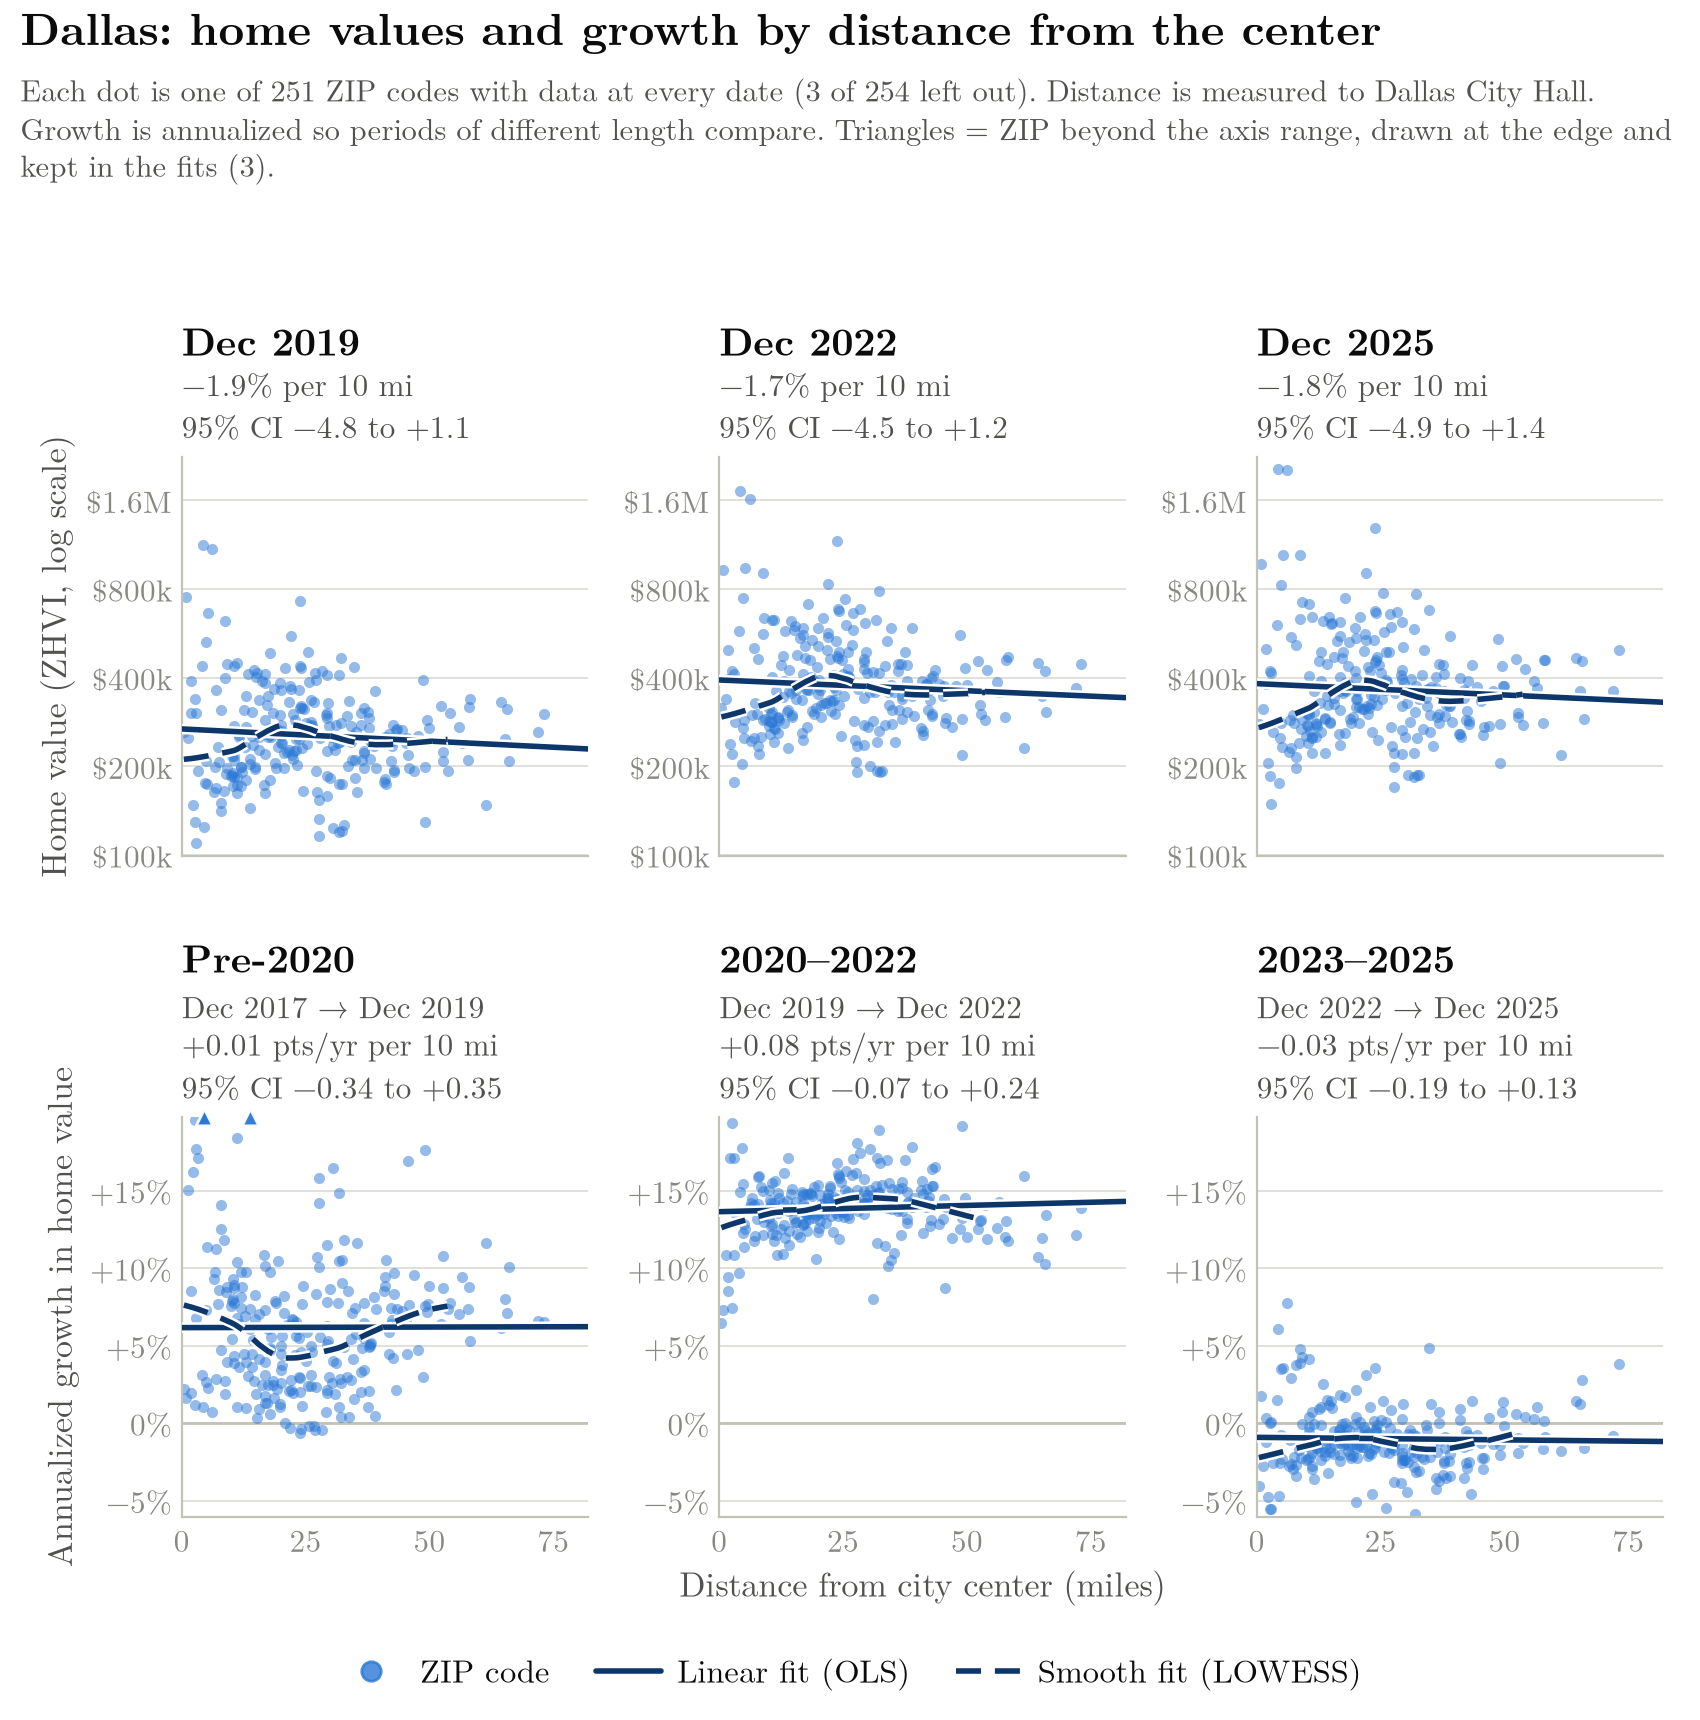 Dallas: home values and growth by distance from the center
Each dot is one of 251 ZIP codes with data at every date (3 of 254 left out). Distance is measured to Dallas City Hall.
Growth is annualized so periods of different length compare. Triangles = ZIP beyond the axis range, drawn at the edge and
kept in the fits (3).
Dec 2019
−1.9% per 10 mi
95% CI −4.8 to +1.1
Dec 2022
−1.7% per 10 mi
95% CI −4.5 to +1.2
Dec 2025
−1.8% per 10 mi
95% CI −4.9 to +1.4
Home value (ZHVI, log scale)
$1.6M
$800k
$400k
$200k
$100k
$1.6M
$800k
$400k
$200k
$100k
$1.6M
$800k
$400k
$200k
$100k
Pre-2020
Dec 2017 → Dec 2019
+0.01 pts/yr per 10 mi
95% CI −0.34 to +0.35
2020–2022
Dec 2019 → Dec 2022
+0.08 pts/yr per 10 mi
95% CI −0.07 to +0.24
2023–2025
Dec 2022 → Dec 2025
−0.03 pts/yr per 10 mi
95% CI −0.19 to +0.13
Annualized growth in home value
+15%
+10%
+5%
0%
−5%
+15%
+10%
+5%
0%
−5%
+15%
+10%
+5%
0%
−5%
0 25 50 75
0 25 50 75
0 25 50 75
Distance from city center (miles)
ZIP code
Linear fit (OLS)
Smooth fit (LOWESS)